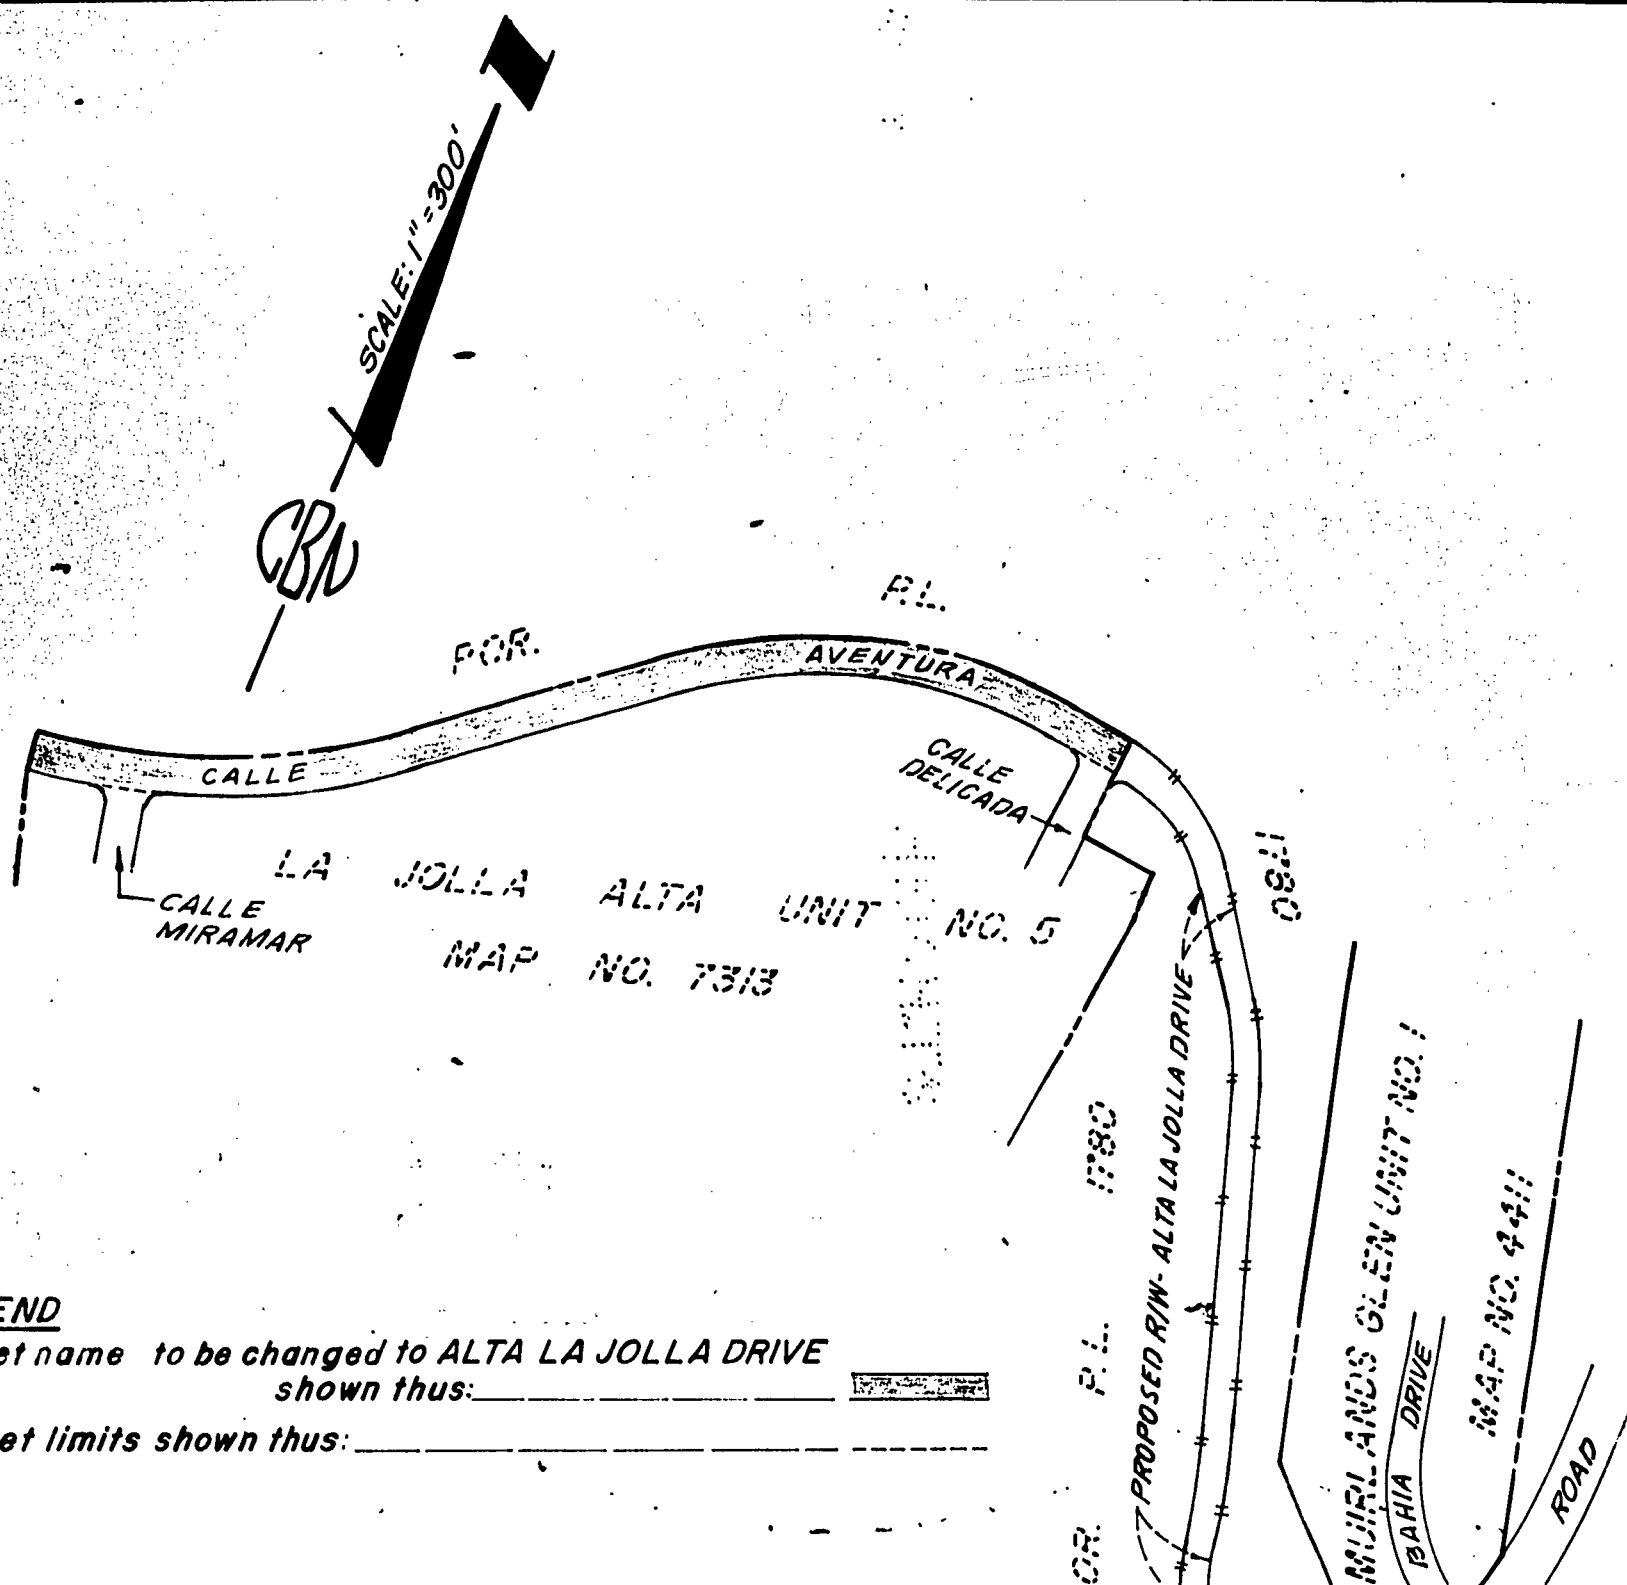 SCALE: 1"=300'
CBN
P.L.
POR.
AVENTURA
CALLE
CALLE
DELICADA
CALLE
MIRAMAR
LA JOLLA ALTA UNIT NO. 5
MAP NO. 7313
1780
PROPOSED R/W- ALTA LA JOLLA DRIVE
1780
P.L.
OR.
MUIRLANDS GLEN UNIT NO. 1
MAP NO. 4411
BAHIA DRIVE
ROAD
END
et name to be changed to ALTA LA JOLLA DRIVE
shown thus:
et limits shown thus: